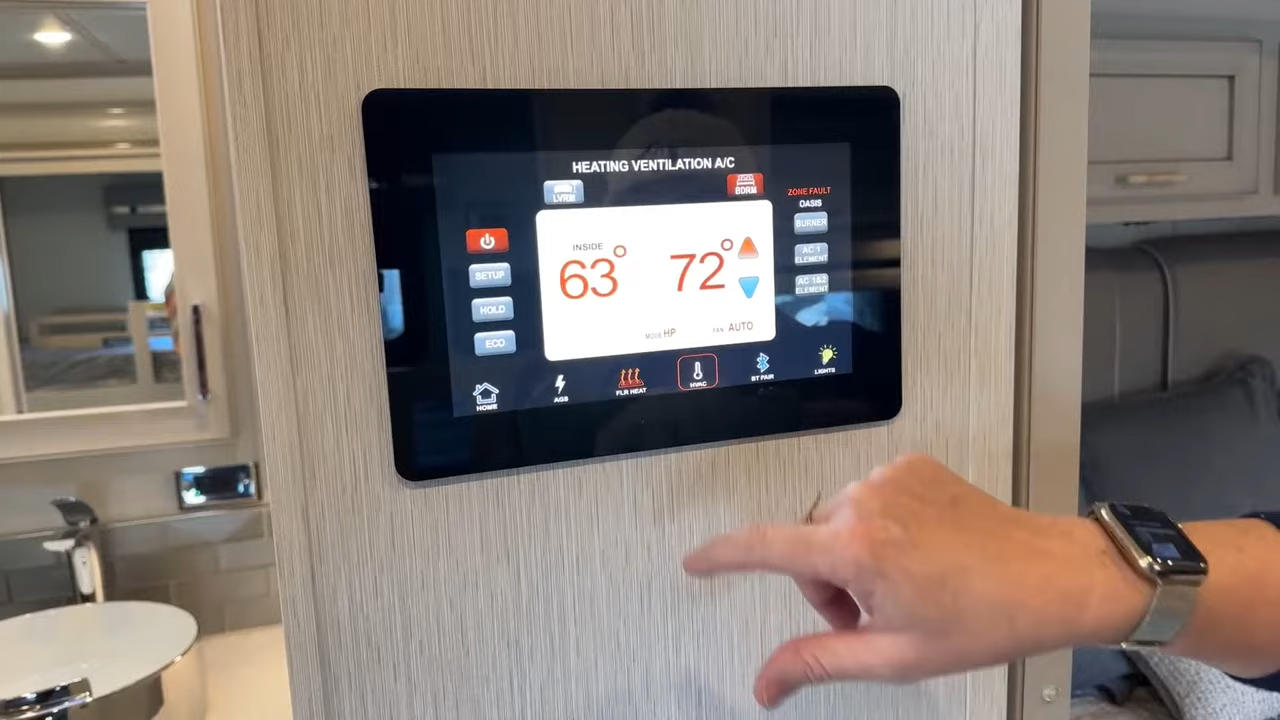 HEATING VENTILATION A/C
LVRM
BDRM
ZONE FAULT
OASIS
BURNER
AC 1
ELEMENT
AC 1&2
ELEMENT
SETUP
HOLD
ECO
INSIDE
63°
72°
MODE HP
FAN AUTO
HOME
AGS
FLR HEAT
HVAC
BT PAIR
LIGHTS